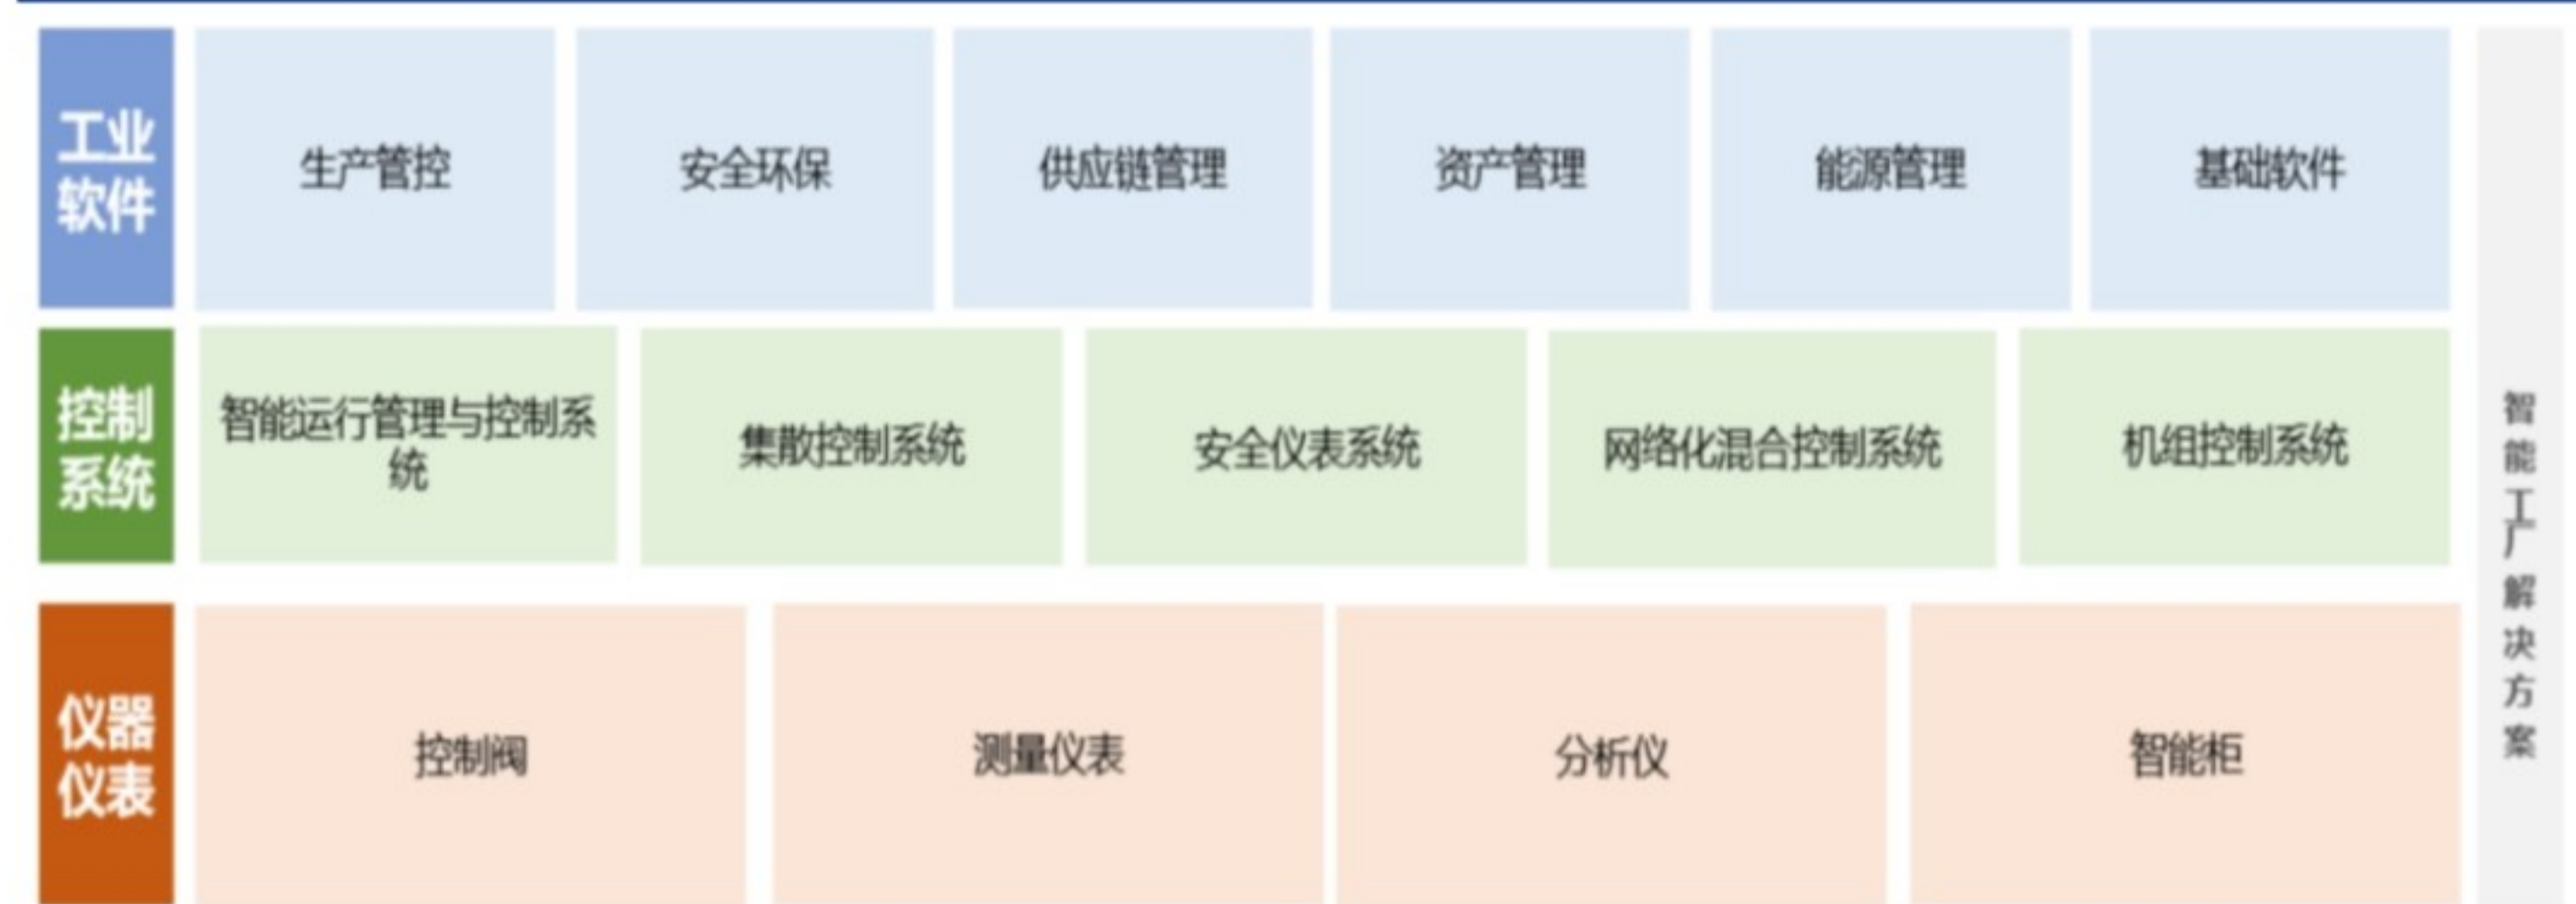 工业
软件
生产管控
安全环保
供应链管理
资产管理
能源管理
基础软件
控制
系统
智能运行管理与控制系
统
集散控制系统
安全仪表系统
网络化混合控制系统
机组控制系统
仪器
仪表
控制阀
测量仪表
分析仪
智能柜
智能工厂解决方案